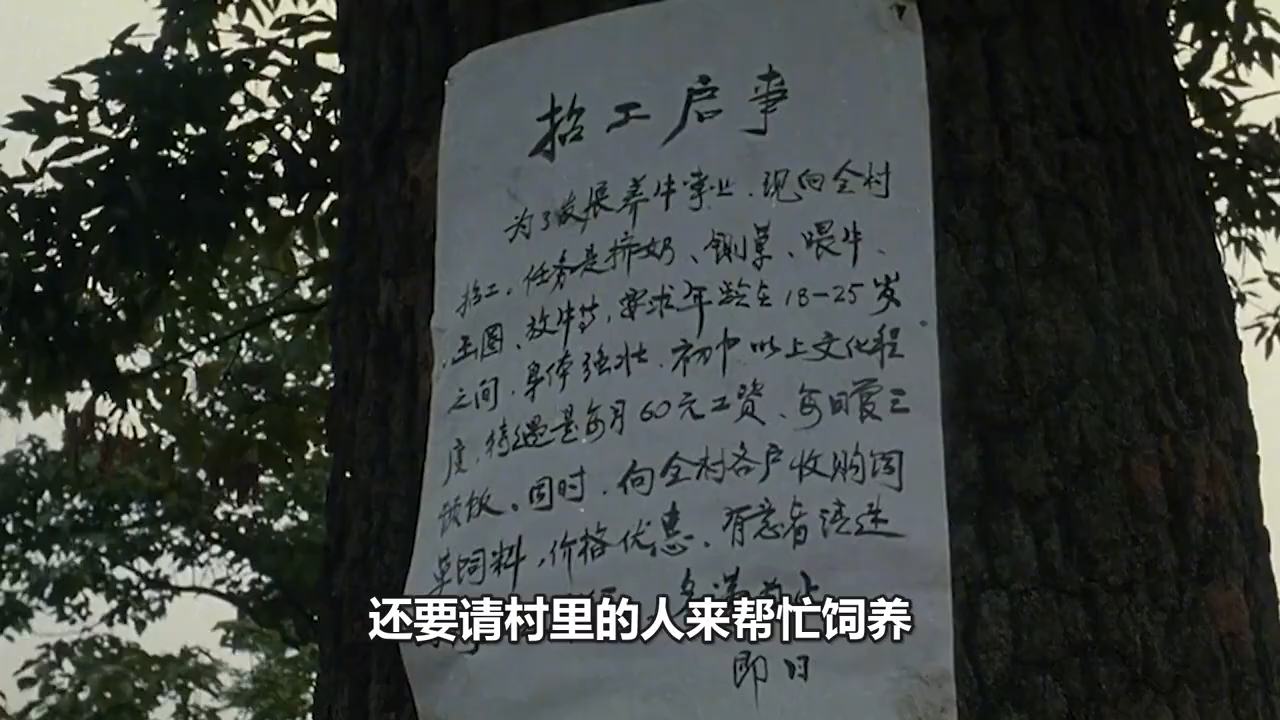 招工启事
为了发展养牛事业、现向全村
招工。任务是挤奶、铡草、喂牛、
垫圈、放牛等,要求年龄在18-25岁
之间、身体强壮、初中以上文化程
度,待遇是每月60元工资、每日管三
顿饭。同时、向全村各户收购饲
草饲料,价格优惠。有意者请速
名满为止
还要请村里的人来帮忙饲养
即日